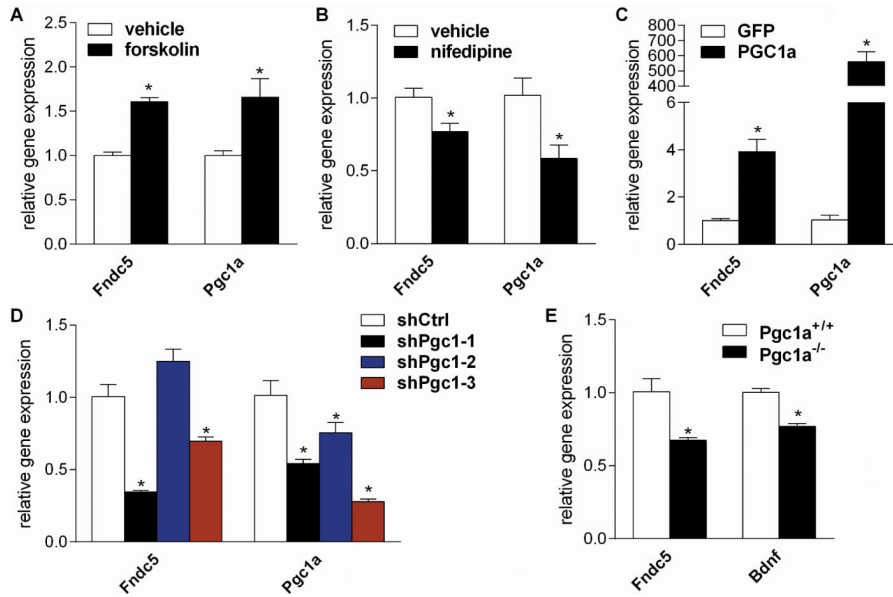 A
vehicle
forskolin
relative gene expression
2.5
2.0
1.5
1.0
0.5
0.0
*
*
Fndc5
Pgc1a
B
vehicle
nifedipine
relative gene expression
1.5
1.0
0.5
0.0
*
*
Fndc5
Pgc1a
C
GFP
PGC1a
relative gene expression
800
700
600
500
400
6
4
2
0
*
*
Fndc5
Pgc1a
D
shCtrl
shPgc1-1
shPgc1-2
shPgc1-3
relative gene expression
1.5
1.0
0.5
0.0
*
*
*
*
*
Fndc5
Pgc1a
E
Pgc1a+/+
Pgc1a-/-
relative gene expression
1.5
1.0
0.5
0.0
*
*
Fndc5
Bdnf